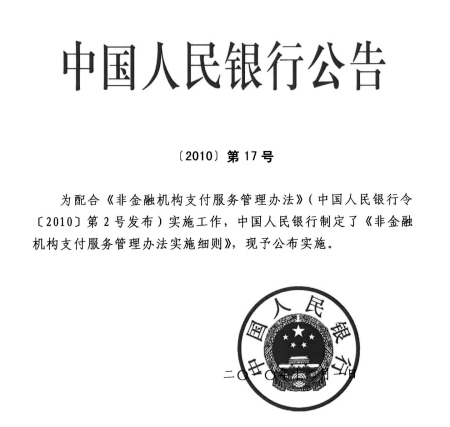 中国人民银行公告
〔2010〕第 17 号
为配合《非金融机构支付服务管理办法》(中国人民银行令
〔2010〕第 2 号发布)实施工作,中国人民银行制定了《非金融
机构支付服务管理办法实施细则》,现予公布实施。
中国人民银行
二〇一〇年